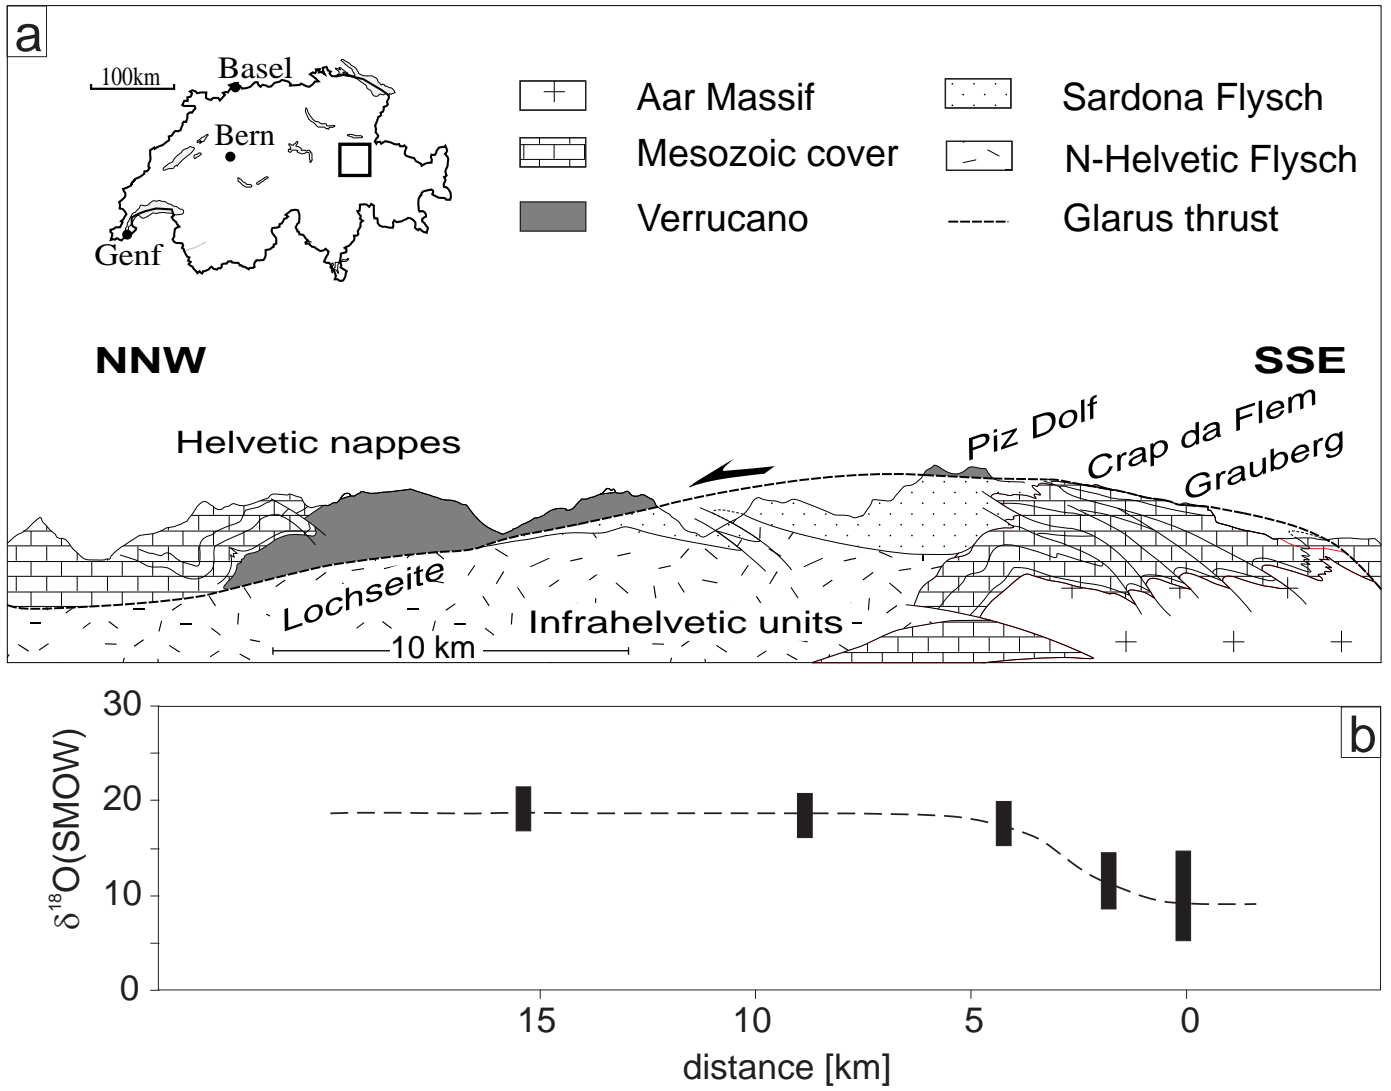 a
100km
Basel
Bern
Genf
Aar Massif
Mesozoic cover
Verrucano
Sardona Flysch
N-Helvetic Flysch
Glarus thrust
NNW
SSE
Helvetic nappes
Piz Dolf
Crap da Flem
Grauberg
Lochseite
Infrahelvetic units
10 km
b
30
20
10
0
δ¹⁸O(SMOW)
15
10
5
0
distance [km]